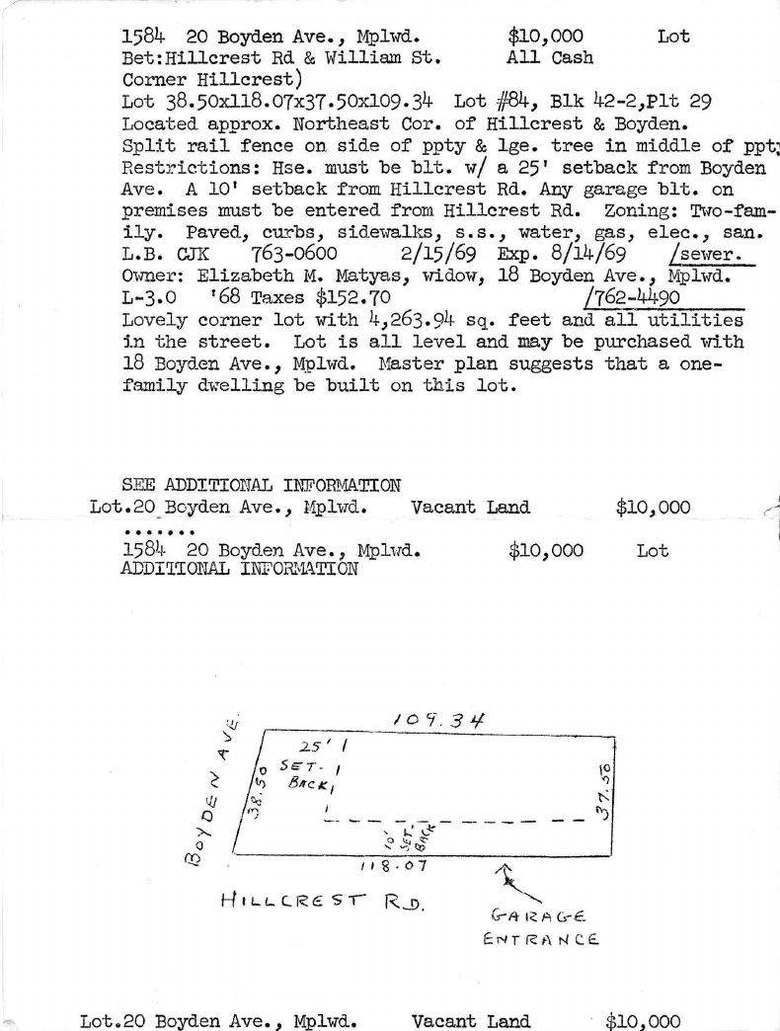 1584 20 Boyden Ave., Mplwd. $10,000 Lot
Bet:Hillcrest Rd & William St. All Cash
Corner Hillcrest)
Lot 38.50x118.07x37.50x109.34 Lot #84, Blk 42-2,Plt 29
Located approx. Northeast Cor. of Hillcrest & Boyden.
Split rail fence on side of ppty & lge. tree in middle of ppty
Restrictions: Hse. must be blt. w/ a 25' setback from Boyden
Ave. A 10' setback from Hillcrest Rd. Any garage blt. on
premises must be entered from Hillcrest Rd. Zoning: Two-fam-
ily. Paved, curbs, sidewalks, s.s., water, gas, elec., san.
L.B. CJK 763-0600 2/15/69 Exp. 8/14/69 /sewer.
Owner: Elizabeth M. Matyas, widow, 18 Boyden Ave., Mplwd.
L-3.0 '68 Taxes $152.70 /762-4490
Lovely corner lot with 4,263.94 sq. feet and all utilities
in the street. Lot is all level and may be purchased with
18 Boyden Ave., Mplwd. Master plan suggests that a one-
family dwelling be built on this lot.
SEE ADDITIONAL INFORMATION
Lot.20 Boyden Ave., Mplwd. Vacant Land $10,000
.......
1584 20 Boyden Ave., Mplwd. $10,000 Lot
ADDITIONAL INFORMATION
109.34
BOYDEN AVE.
38.50
25'
SET-
BACK
37.50
10'
SET-
BACK
118.07
HILLCREST RD.
GARAGE
ENTRANCE
Lot.20 Boyden Ave., Mplwd. Vacant Land $10,000